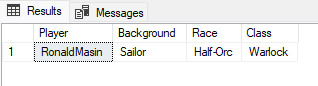 Results Messages
Player Background Race Class
1 RonaldMasin Sailor Half-Orc Warlock